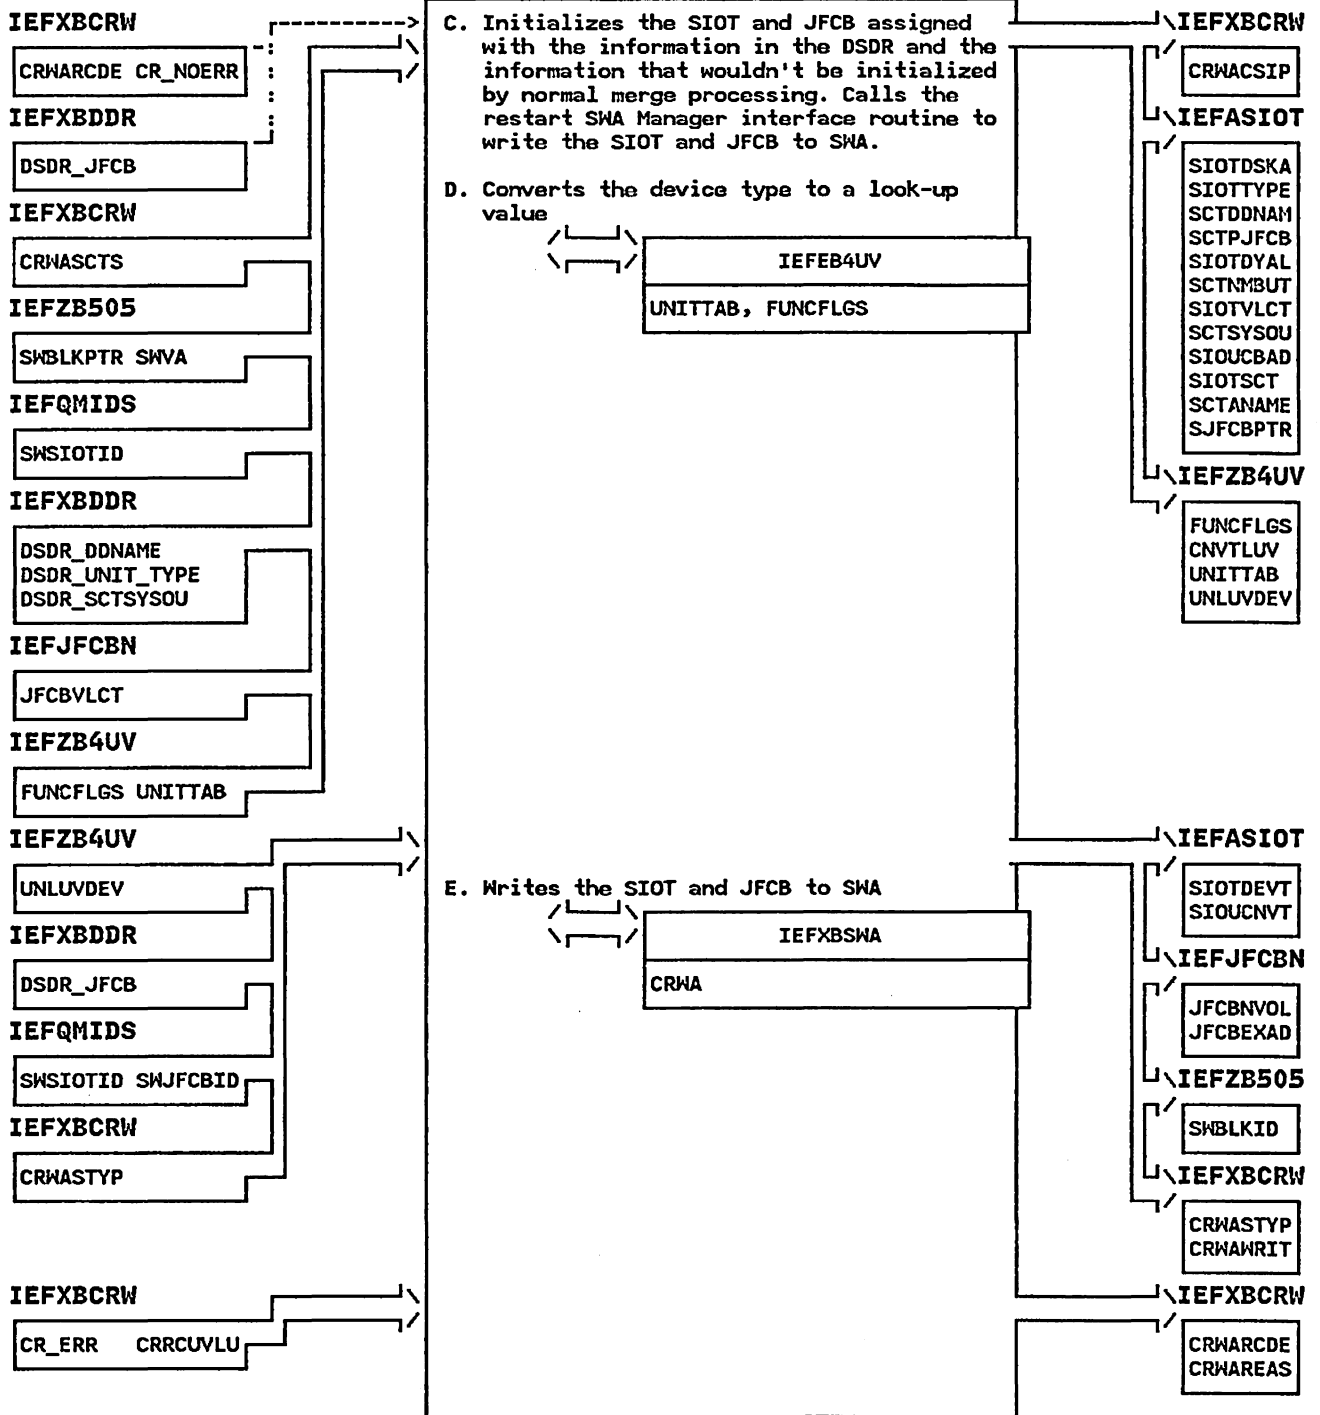 IEFXBCRW
CRWARCDE CR_NOERR
IEFXBDDR
DSDR_JFCB
IEFXBCRW
CRWASCTS
IEFZB505
SWBLKPTR SWVA
IEFQMIDS
SWSIOTID
IEFXBDDR
DSDR_DDNAME
DSDR_UNIT_TYPE
DSDR_SCTSYSOU
IEFJFCBN
JFCBVLCT
IEFZB4UV
FUNCFLGS UNITTAB
IEFZB4UV
UNLUVDEV
IEFXBDDR
DSDR_JFCB
IEFQMIDS
SWSIOTID SWJFCBID
IEFXBCRW
CRWASTYP
IEFXBCRW
CR_ERR CRRCUVLU
C. Initializes the SIOT and JFCB assigned
with the information in the DSDR and the
information that wouldn't be initialized
by normal merge processing. Calls the
restart SWA Manager interface routine to
write the SIOT and JFCB to SWA.
D. Converts the device type to a look-up
value
IEFEB4UV
UNITTAB, FUNCFLGS
E. Writes the SIOT and JFCB to SWA
IEFXBSWA
CRWA
IEFXBCRW
CRWACSIP
IEFASIOT
SIOTDSKA
SIOTTYPE
SCTDDNAM
SCTPJFCB
SIOTDYAL
SCTNMBUT
SIOTVLCT
SCTSYSOU
SIOUCBAD
SIOTSCT
SCTANAME
SJFCBPTR
IEFZB4UV
FUNCFLGS
CNVTLUV
UNITTAB
UNLUVDEV
IEFASIOT
SIOTDEVT
SIOUCNVT
IEFJFCBN
JFCBNVOL
JFCBEXAD
IEFZB505
SWBLKID
IEFXBCRW
CRWASTYP
CRWAWRIT
IEFXBCRW
CRWARCDE
CRWAREAS